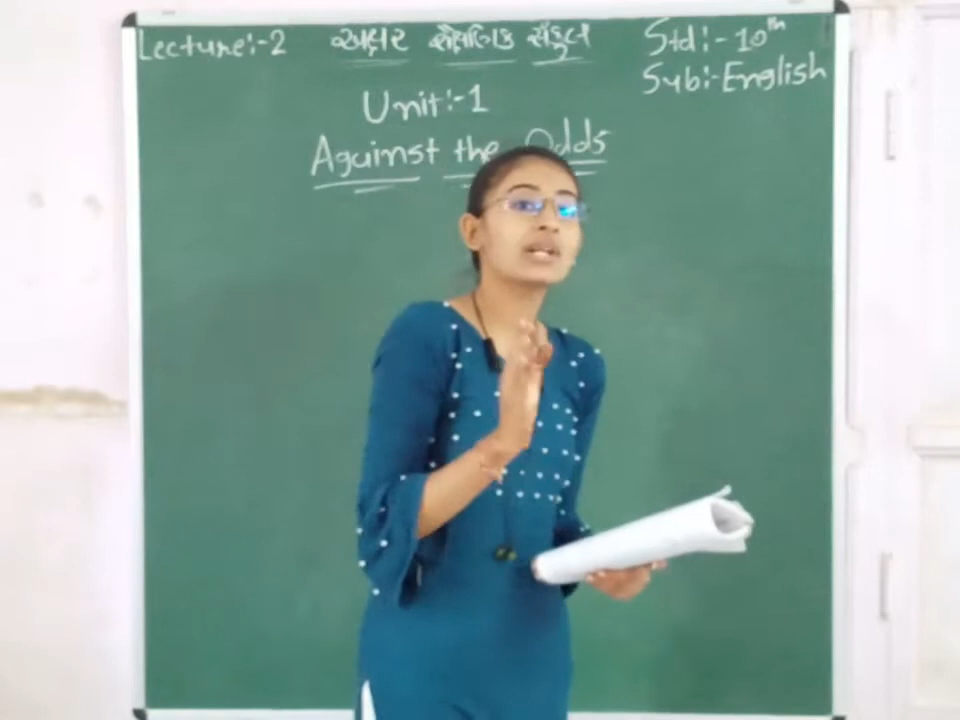 Lecture:-2
શૈક્ષણિક સંકુલ
Std:- 10th
Sub:-English
Unit:-1
Against the Odds